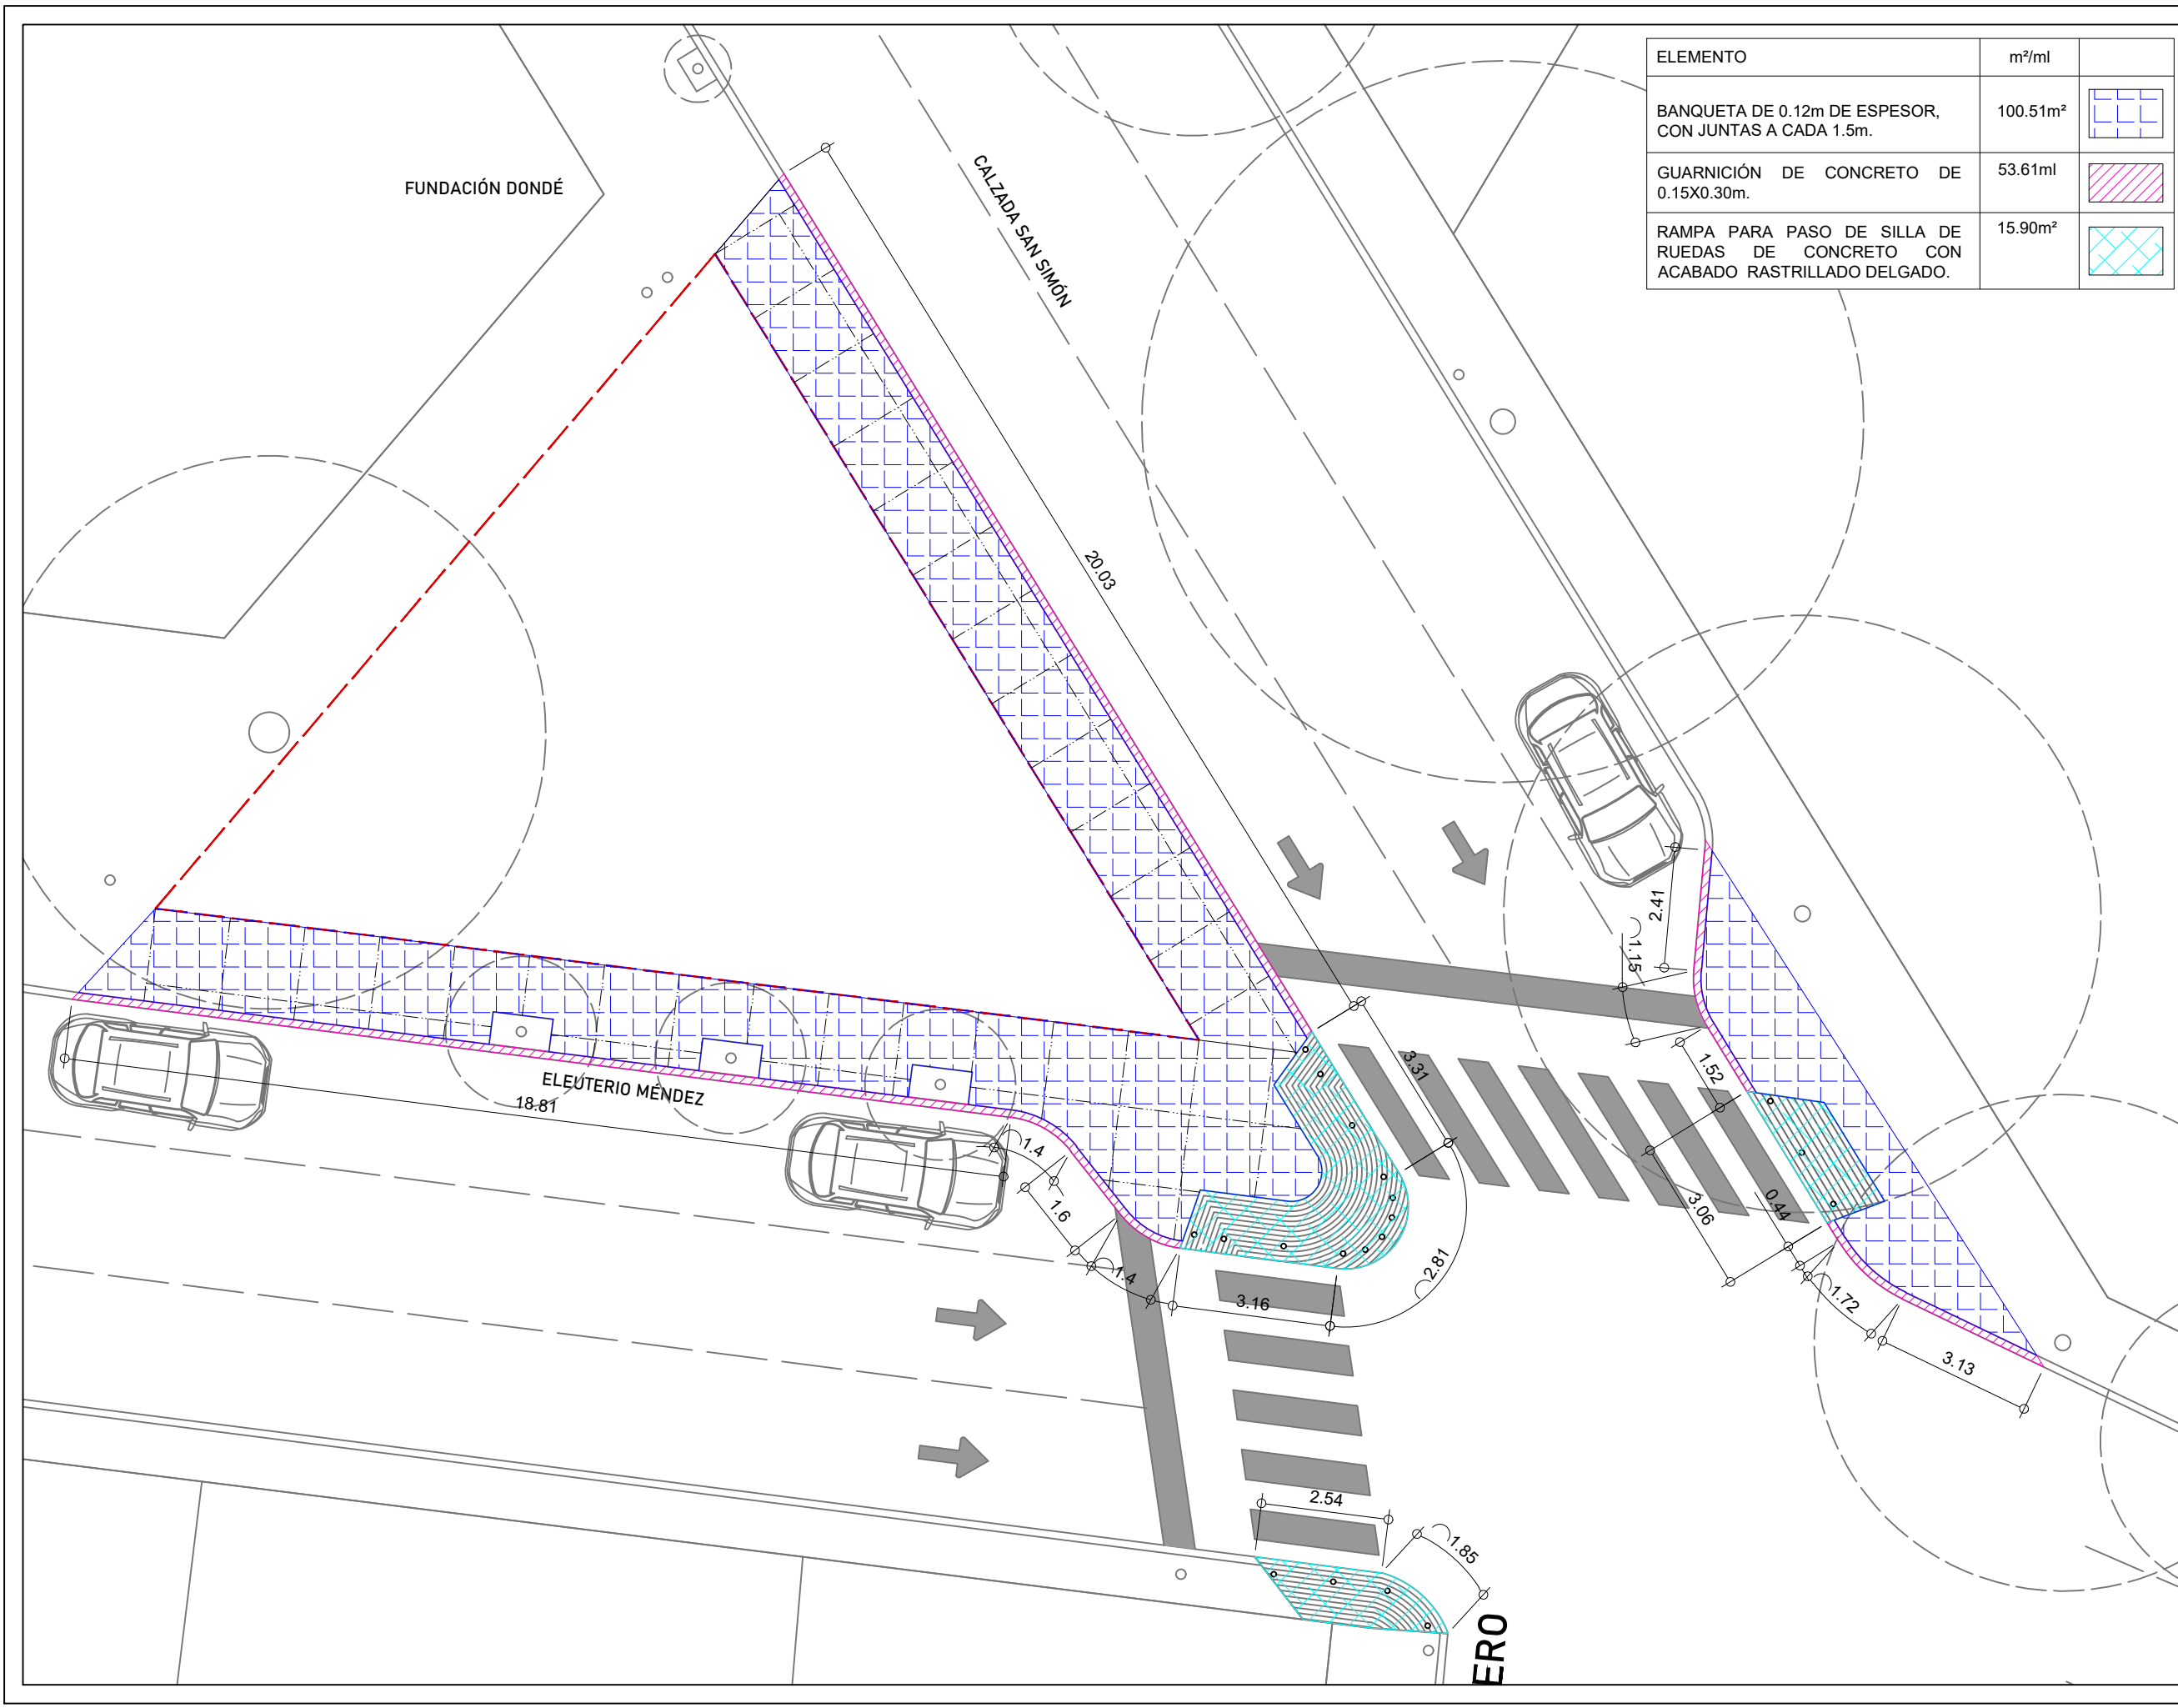 ELEMENTO m²/ml
BANQUETA DE 0.12m DE ESPESOR,
CON JUNTAS A CADA 1.5m.
100.51m²
GUARNICIÓN DE CONCRETO DE
0.15X0.30m.
53.61ml
RAMPA PARA PASO DE SILLA DE
RUEDAS DE CONCRETO CON
ACABADO RASTRILLADO DELGADO.
15.90m²
FUNDACIÓN DONDÉ
CALZADA SAN SIMÓN
20.03
2.41
1.15
3.31
1.52
ELEUTERIO MÉNDEZ
18.81
1.4
1.6
1.4
3.16
2.81
3.06
0.44
1.72
3.13
2.54
1.85
ERO